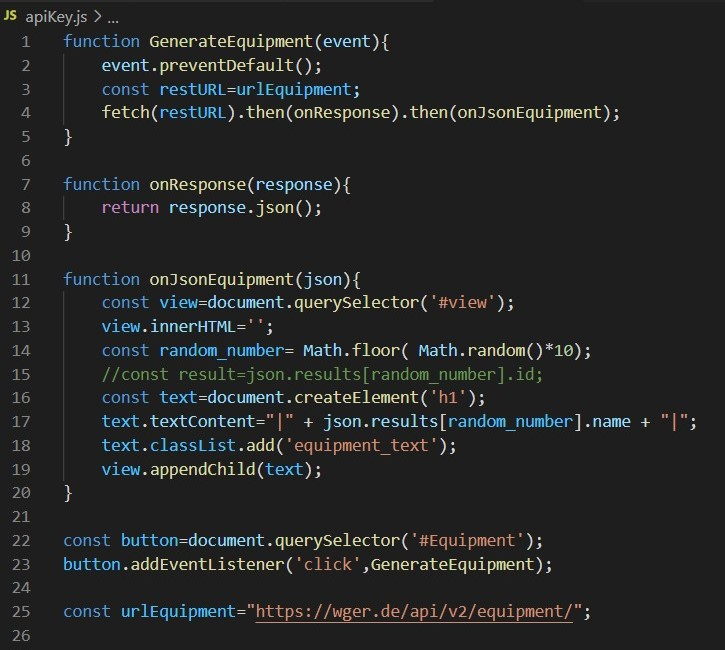 JS apiKey.js > ...
1 function GenerateEquipment(event){
2 event.preventDefault();
3 const restURL=urlEquipment;
4 fetch(restURL).then(onResponse).then(onJsonEquipment);
5 }
6
7 function onResponse(response){
8 return response.json();
9 }
10
11 function onJsonEquipment(json){
12 const view=document.querySelector('#view');
13 view.innerHTML='';
14 const random_number= Math.floor( Math.random()*10);
15 //const result=json.results[random_number].id;
16 const text=document.createElement('h1');
17 text.textContent="|" + json.results[random_number].name + "|";
18 text.classList.add('equipment_text');
19 view.appendChild(text);
20 }
21
22 const button=document.querySelector('#Equipment');
23 button.addEventListener('click',GenerateEquipment);
24
25 const urlEquipment="https://wger.de/api/v2/equipment/";
26